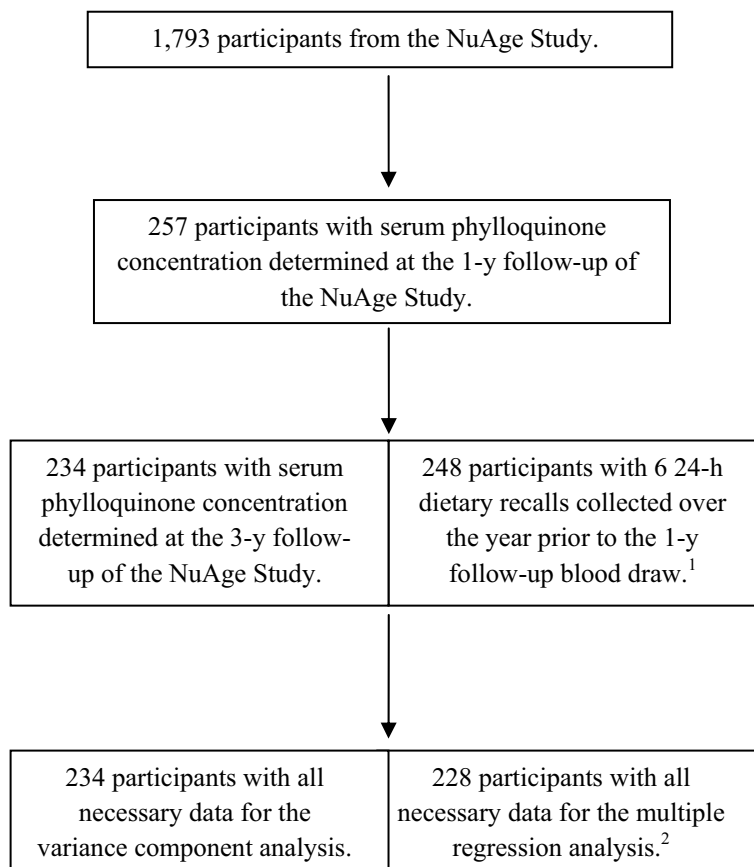 1,793 participants from the NuAge Study.
257 participants with serum phylloquinone
concentration determined at the 1-y follow-up of
the NuAge Study.
234 participants with serum
phylloquinone concentration
determined at the 3-y follow-
up of the NuAge Study.
248 participants with 6 24-h
dietary recalls collected over
the year prior to the 1-y
follow-up blood draw.1
234 participants with all
necessary data for the
variance component analysis.
228 participants with all
necessary data for the multiple
regression analysis.2